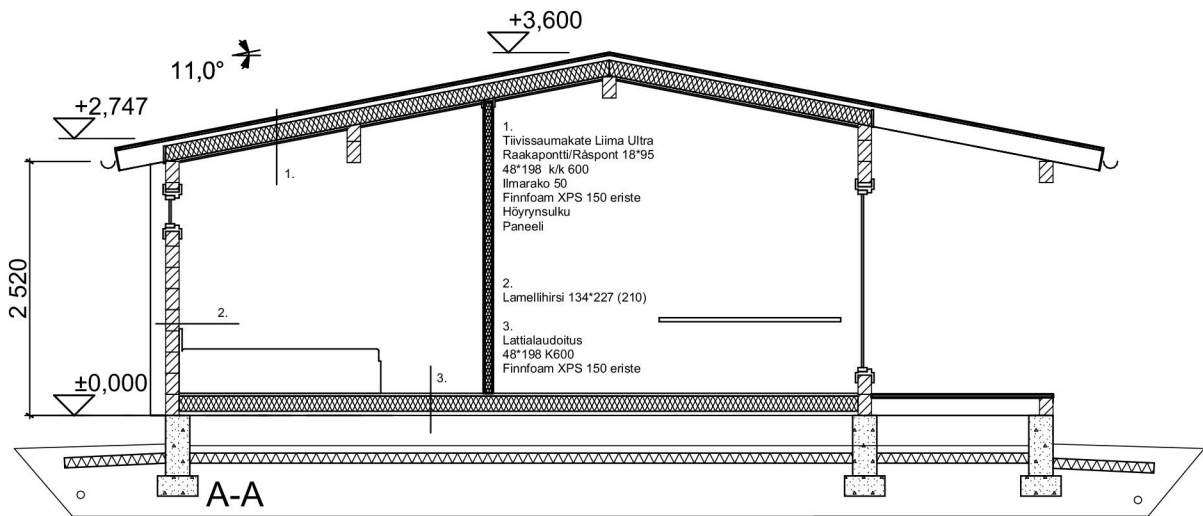 +3,600
11,0°
+2,747
1.
Tiivissaumakate Liima Ultra
Raakapontti/Råspont 18*95
48*198 k/k 600
Ilmarako 50
Finnfoam XPS 150 eriste
Höyrynsulku
Paneeli
1.
2 520
2.
Lamellihirsi 134*227 (210)
2.
3.
Lattialaudoitus
48*198 K600
Finnfoam XPS 150 eriste
3.
±0,000
A-A